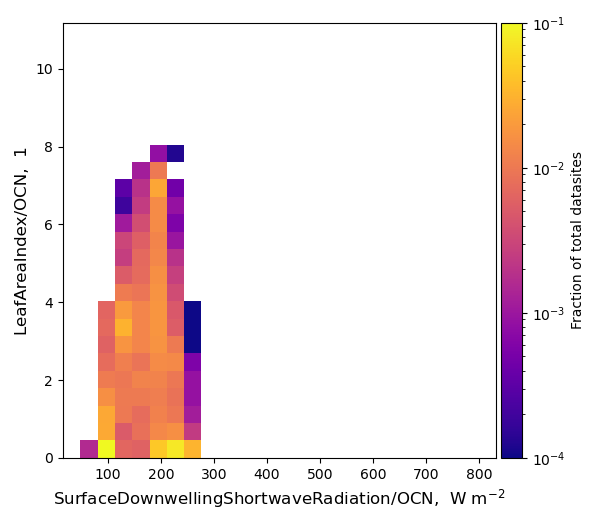 10
8
6
4
2
0
LeafAreaIndex/OCN, 1
100 200 300 400 500 600 700 800
SurfaceDownwellingShortwaveRadiation/OCN, W m⁻²
10⁻¹
10⁻²
10⁻³
10⁻⁴
Fraction of total datasites